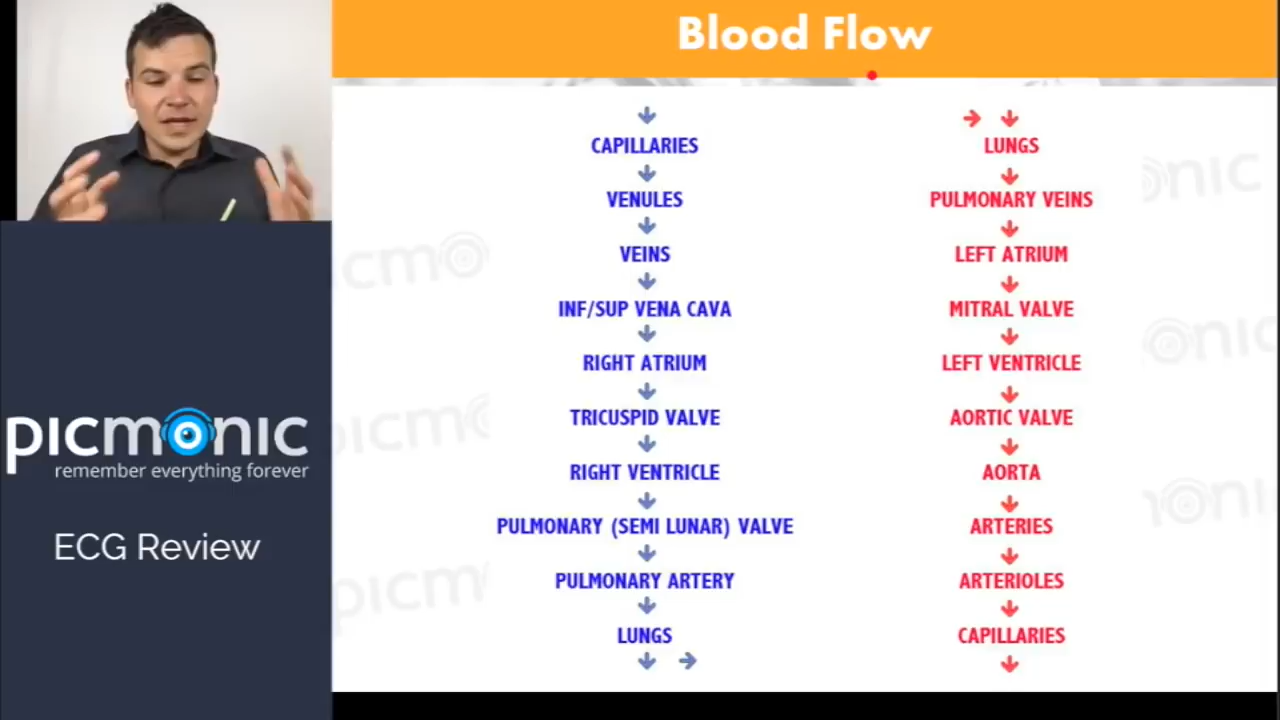 Blood Flow
CAPILLARIES
VENULES
VEINS
INF/SUP VENA CAVA
RIGHT ATRIUM
TRICUSPID VALVE
RIGHT VENTRICLE
PULMONARY (SEMI LUNAR) VALVE
PULMONARY ARTERY
LUNGS
LUNGS
PULMONARY VEINS
LEFT ATRIUM
MITRAL VALVE
LEFT VENTRICLE
AORTIC VALVE
AORTA
ARTERIES
ARTERIOLES
CAPILLARIES
picmonic
remember everything forever
ECG Review